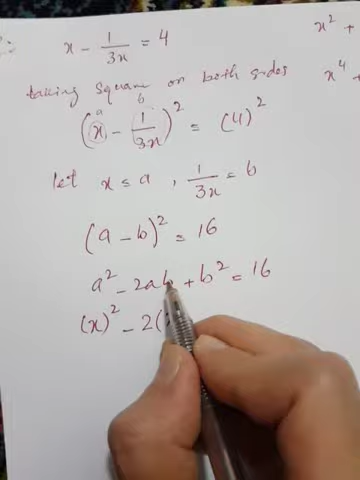 x - 1/3x = 4
x² +
taking square on both sides
x⁴ +
a b
(x - 1/3x)² = (4)²
let x = a , 1/3x = b
(a - b)² = 16
a² - 2ab + b² = 16
(x)² - 2(